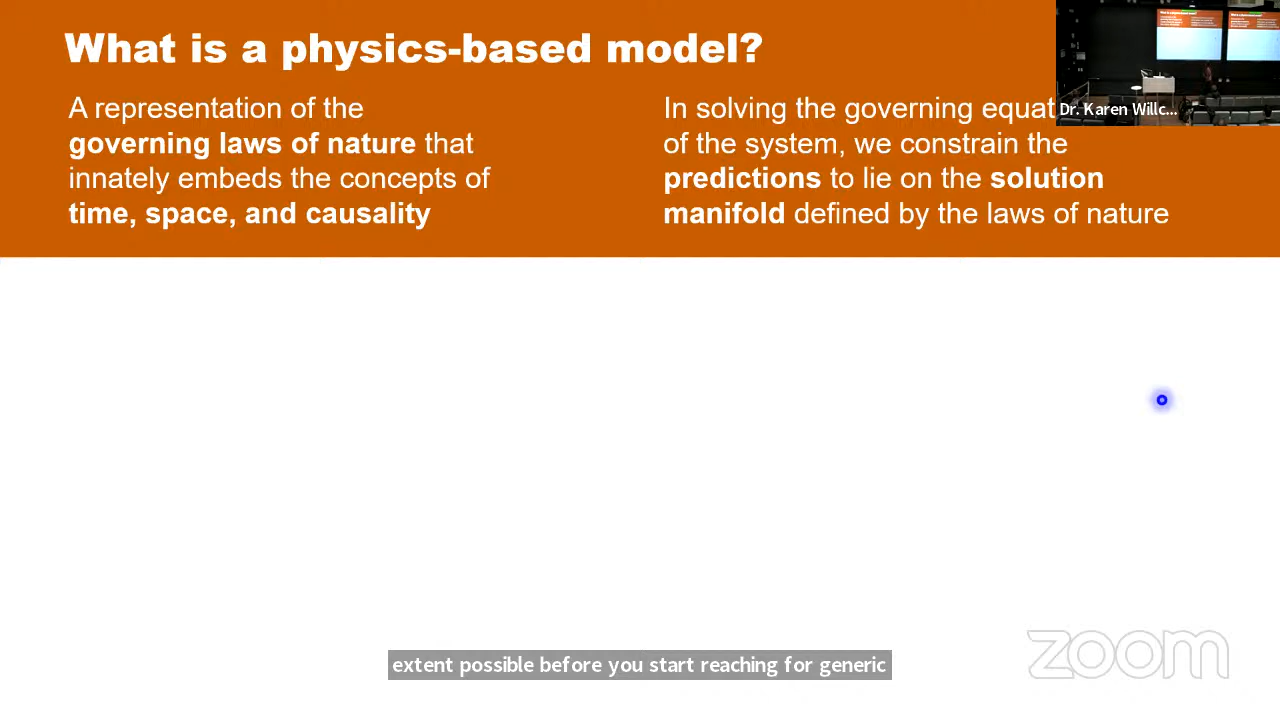 What is a physics-based model?
A representation of the
governing laws of nature that
innately embeds the concepts of
time, space, and causality
In solving the governing equat
of the system, we constrain the
predictions to lie on the solution
manifold defined by the laws of nature
Dr. Karen Willc...
extent possible before you start reaching for generic
zoom